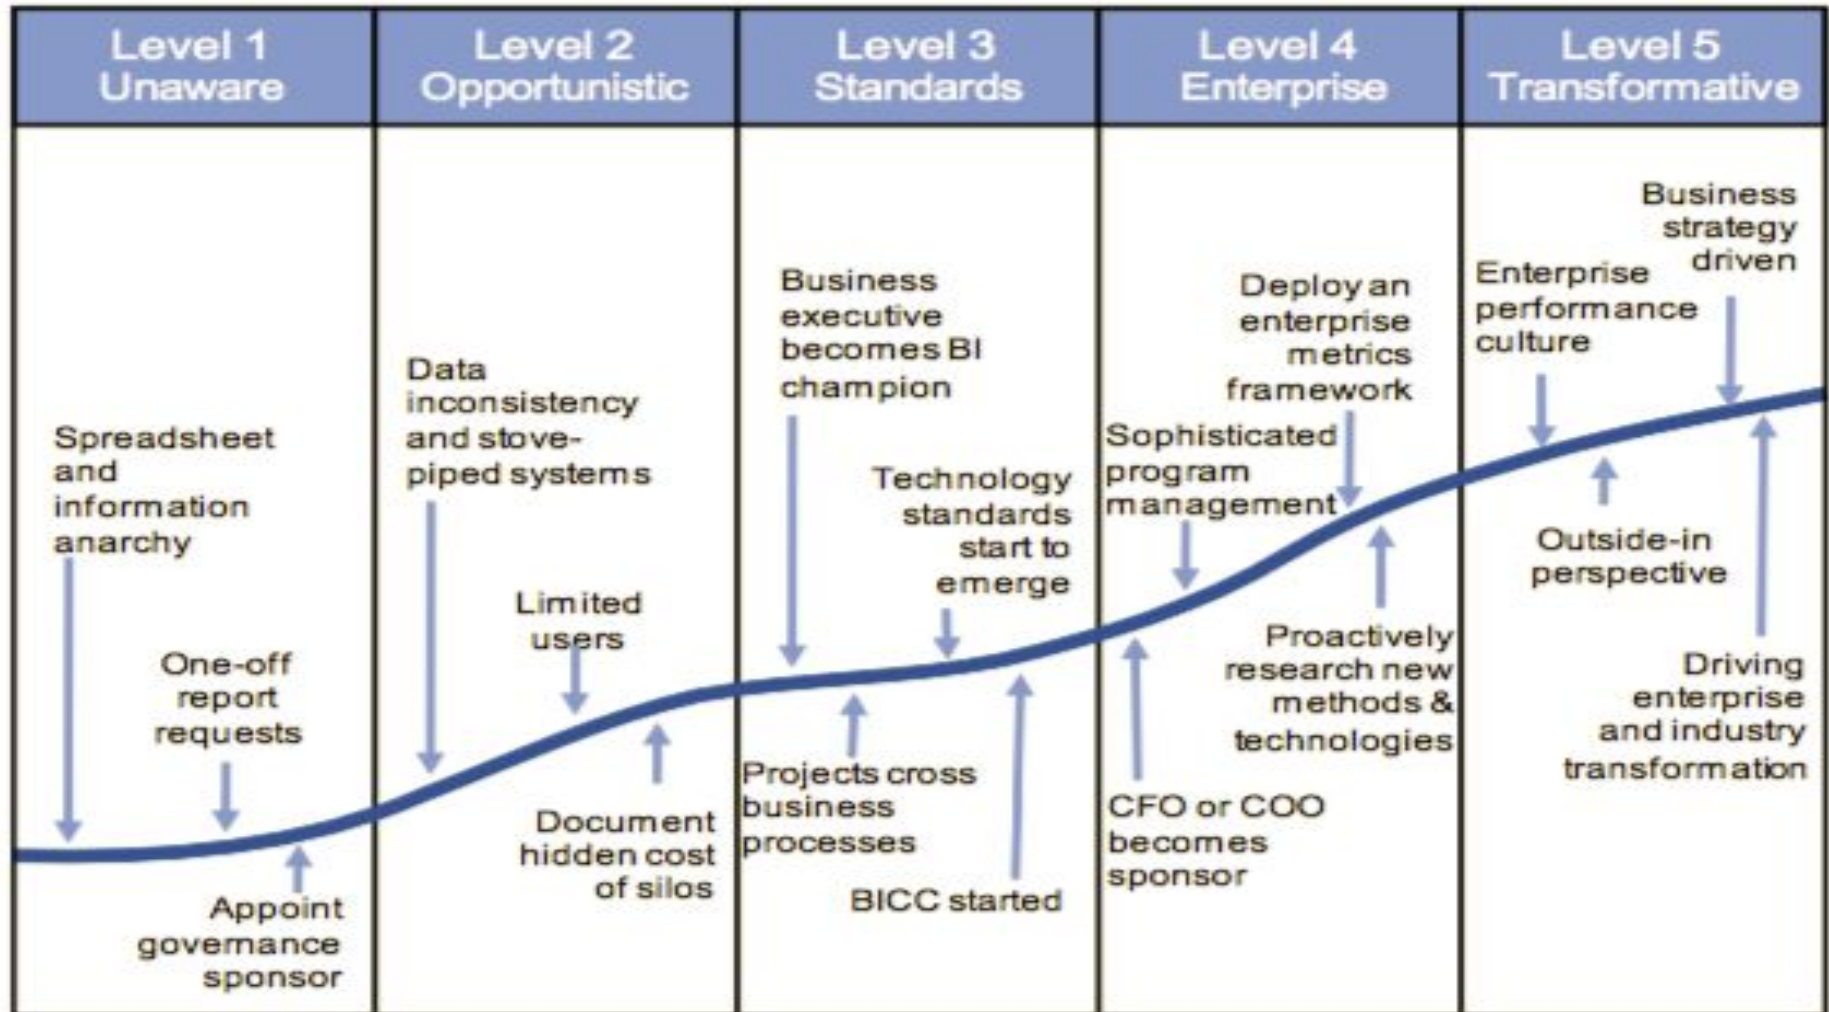 Level 1
Unaware
Level 2
Opportunistic
Level 3
Standards
Level 4
Enterprise
Level 5
Transformative
Spreadsheet
and
information
anarchy
One-off
report
requests
Appoint
governance
sponsor
Data
inconsistency
and stove-
piped systems
Limited
users
Document
hidden cost
of silos
Business
executive
becomes BI
champion
Technology
standards
start to
emerge
Projects cross
business
processes
BICC started
Sophisticated
program
management
Deploy an
enterprise
metrics
framework
CFO or COO
becomes
sponsor
Proactively
research new
methods &
technologies
Enterprise
performance
culture
Business
strategy
driven
Outside-in
perspective
Driving
enterprise
and industry
transformation